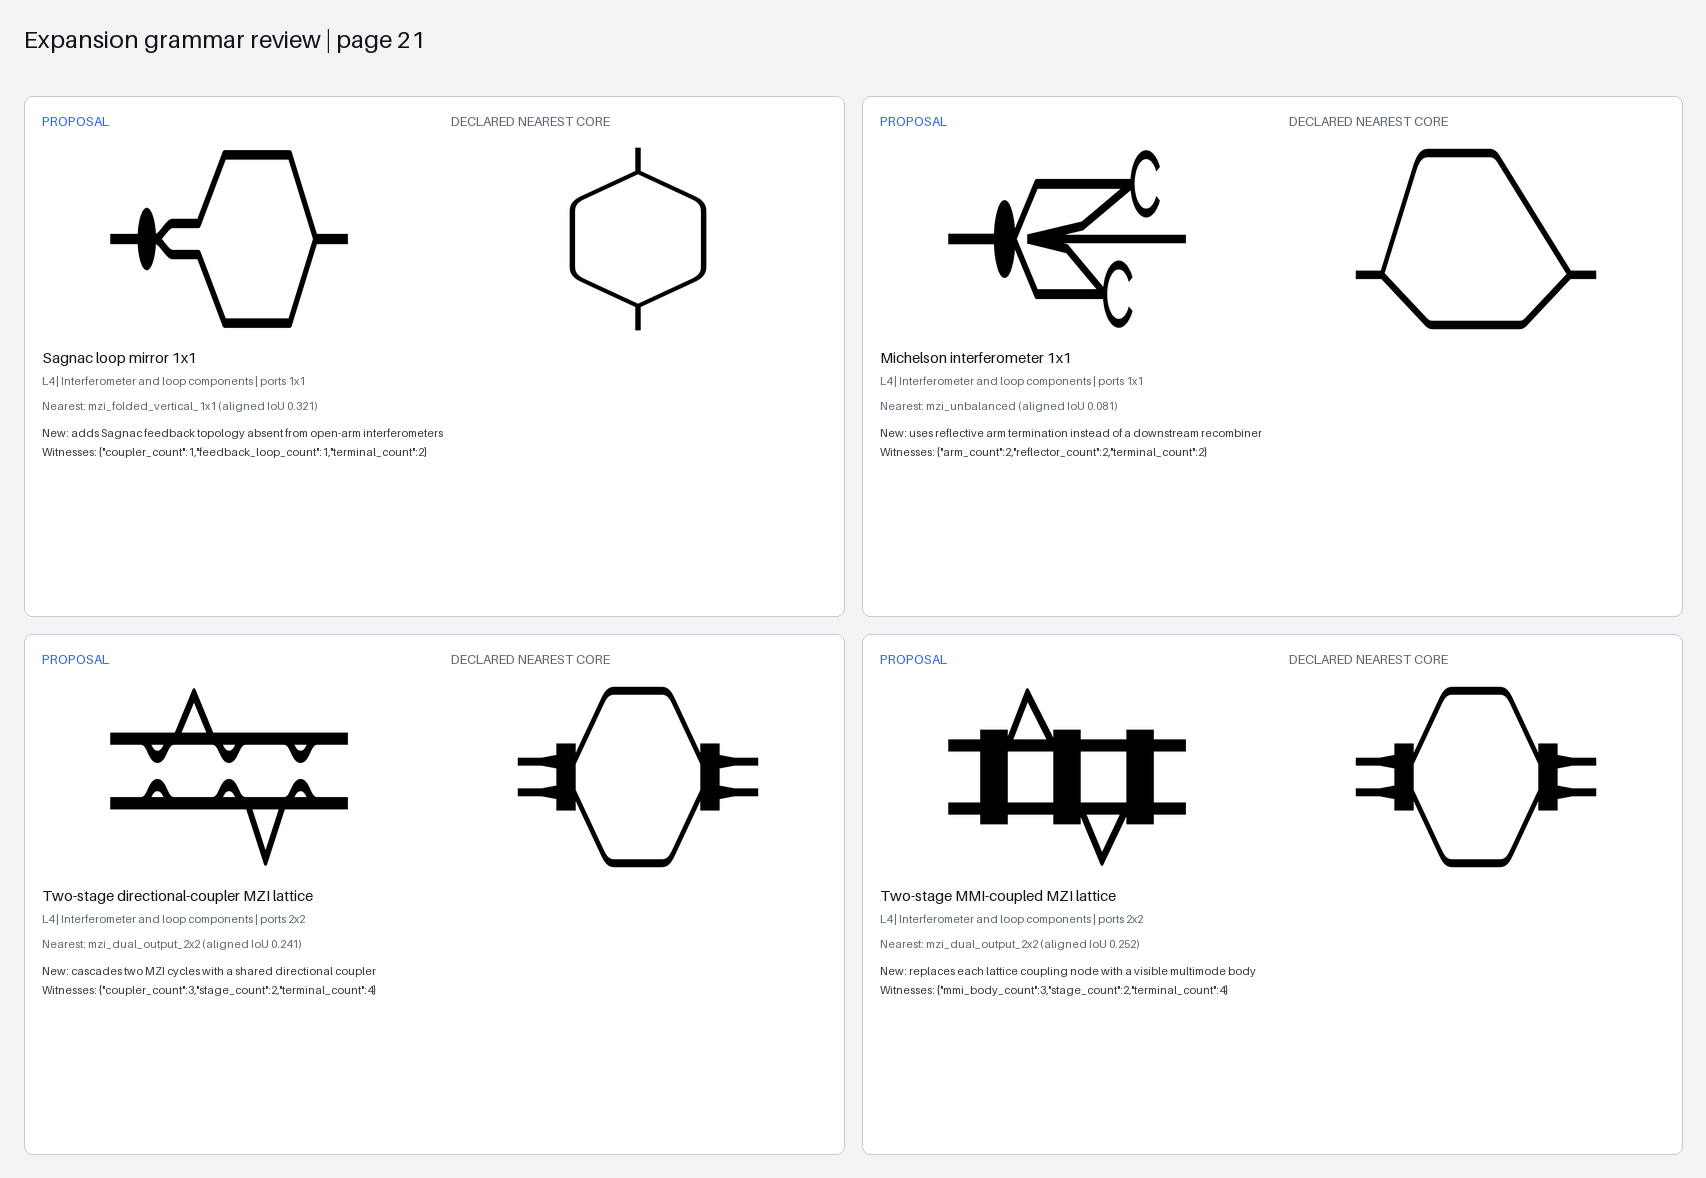 Expansion grammar review | page 21
PROPOSAL
DECLARED NEAREST CORE
Sagnac loop mirror 1x1
L4 | Interferometer and loop components | ports 1x1
Nearest: mzi_folded_vertical_1x1 (aligned IoU 0.321)
New: adds Sagnac feedback topology absent from open-arm interferometers
Witnesses: {"coupler_count":1,"feedback_loop_count":1,"terminal_count":2}
PROPOSAL
DECLARED NEAREST CORE
Michelson interferometer 1x1
L4 | Interferometer and loop components | ports 1x1
Nearest: mzi_unbalanced (aligned IoU 0.081)
New: uses reflective arm termination instead of a downstream recombiner
Witnesses: {"arm_count":2,"reflector_count":2,"terminal_count":2}
PROPOSAL
DECLARED NEAREST CORE
Two-stage directional-coupler MZI lattice
L4 | Interferometer and loop components | ports 2x2
Nearest: mzi_dual_output_2x2 (aligned IoU 0.241)
New: cascades two MZI cycles with a shared directional coupler
Witnesses: {"coupler_count":3,"stage_count":2,"terminal_count":4}
PROPOSAL
DECLARED NEAREST CORE
Two-stage MMI-coupled MZI lattice
L4 | Interferometer and loop components | ports 2x2
Nearest: mzi_dual_output_2x2 (aligned IoU 0.252)
New: replaces each lattice coupling node with a visible multimode body
Witnesses: {"mmi_body_count":3,"stage_count":2,"terminal_count":4}